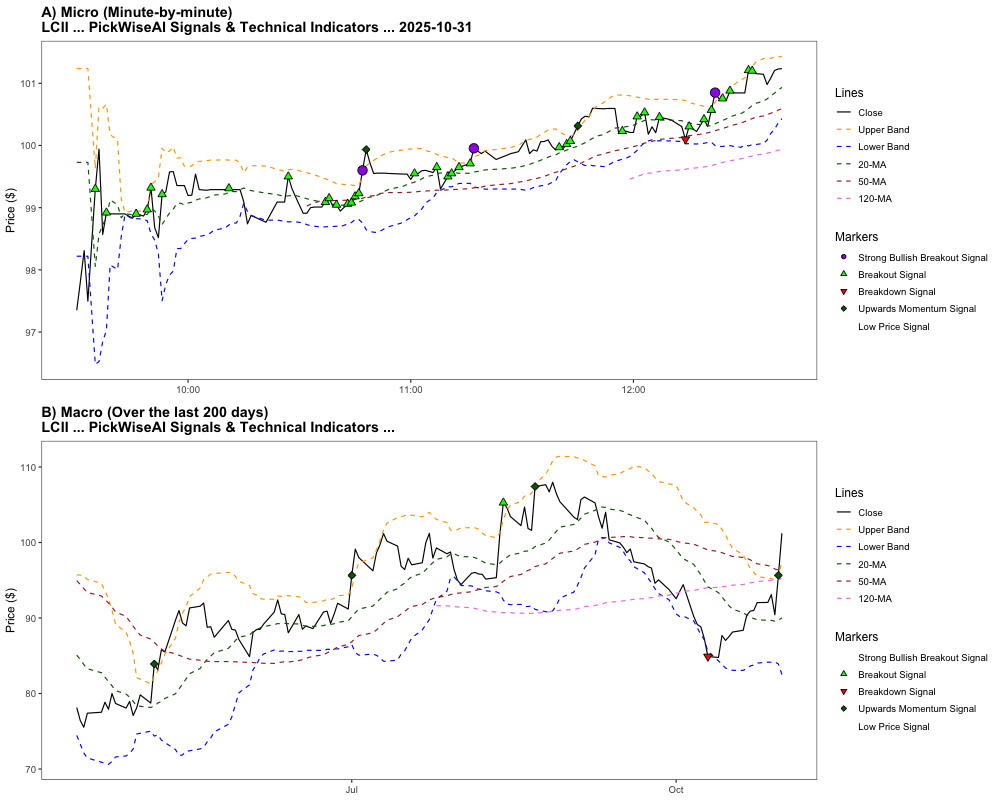 A) Micro (Minute-by-minute)
LCII ... PickWiseAI Signals & Technical Indicators ... 2025-10-31
Price ($)
101
100
99
98
97
10:00
11:00
12:00
Lines
Close
Upper Band
Lower Band
20-MA
50-MA
120-MA
Markers
Strong Bullish Breakout Signal
Breakout Signal
Breakdown Signal
Upwards Momentum Signal
Low Price Signal
B) Macro (Over the last 200 days)
LCII ... PickWiseAI Signals & Technical Indicators ...
Price ($)
110
100
90
80
70
Jul
Oct
Lines
Close
Upper Band
Lower Band
20-MA
50-MA
120-MA
Markers
Strong Bullish Breakout Signal
Breakout Signal
Breakdown Signal
Upwards Momentum Signal
Low Price Signal